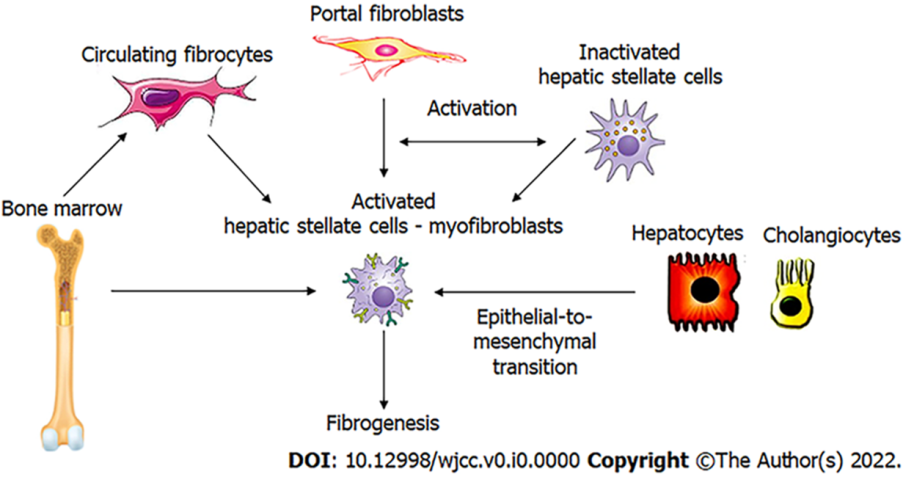 Portal fibroblasts
Circulating fibrocytes
Inactivated
hepatic stellate cells
Activation
Bone marrow
Activated
hepatic stellate cells - myofibroblasts
Hepatocytes
Cholangiocytes
Epithelial-to-
mesenchymal
transition
Fibrogenesis
DOI: 10.12998/wjcc.v0.i0.0000 Copyright ©The Author(s) 2022.